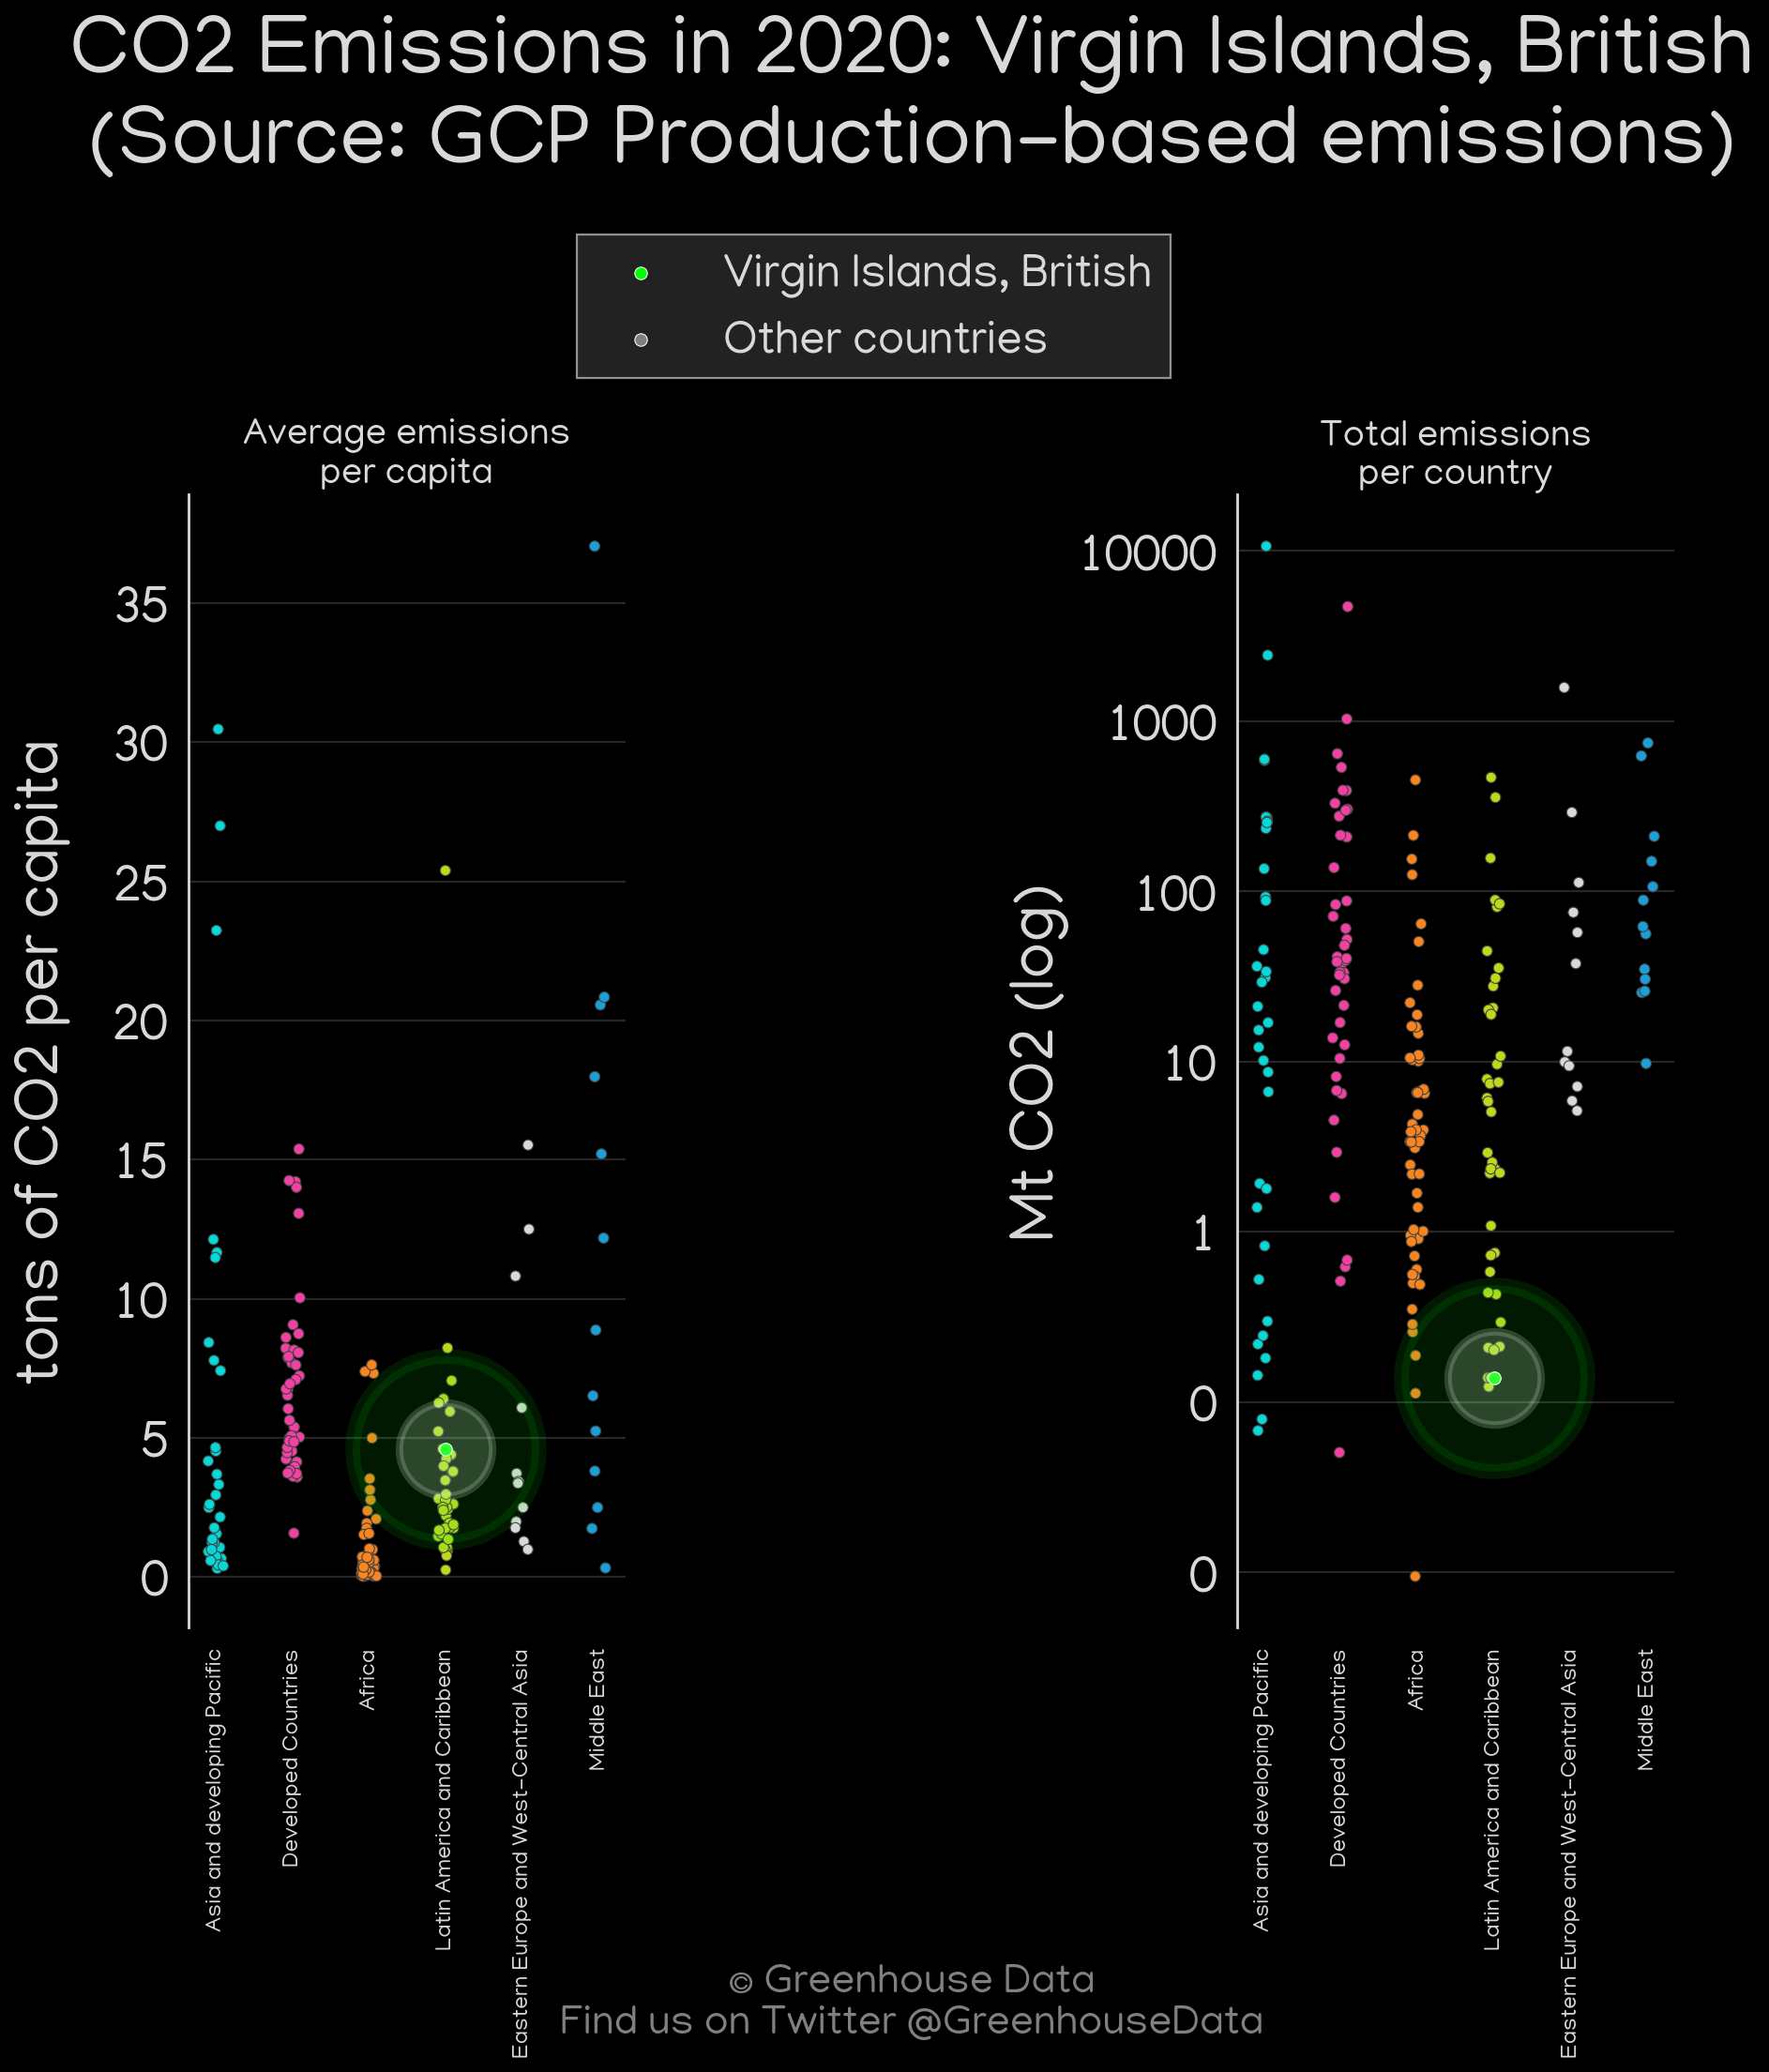 CO2 Emissions in 2020: Virgin Islands, British
(Source: GCP Production-based emissions)
Virgin Islands, British
Other countries
Average emissions
per capita
tons of CO2 per capita
35
30
25
20
15
10
5
0
Asia and developing Pacific
Developed Countries
Africa
Latin America and Caribbean
Eastern Europe and West-Central Asia
Middle East
Total emissions
per country
Mt CO2 (log)
10000
1000
100
10
1
0
0
Asia and developing Pacific
Developed Countries
Africa
Latin America and Caribbean
Eastern Europe and West-Central Asia
Middle East
© Greenhouse Data
Find us on Twitter @GreenhouseData